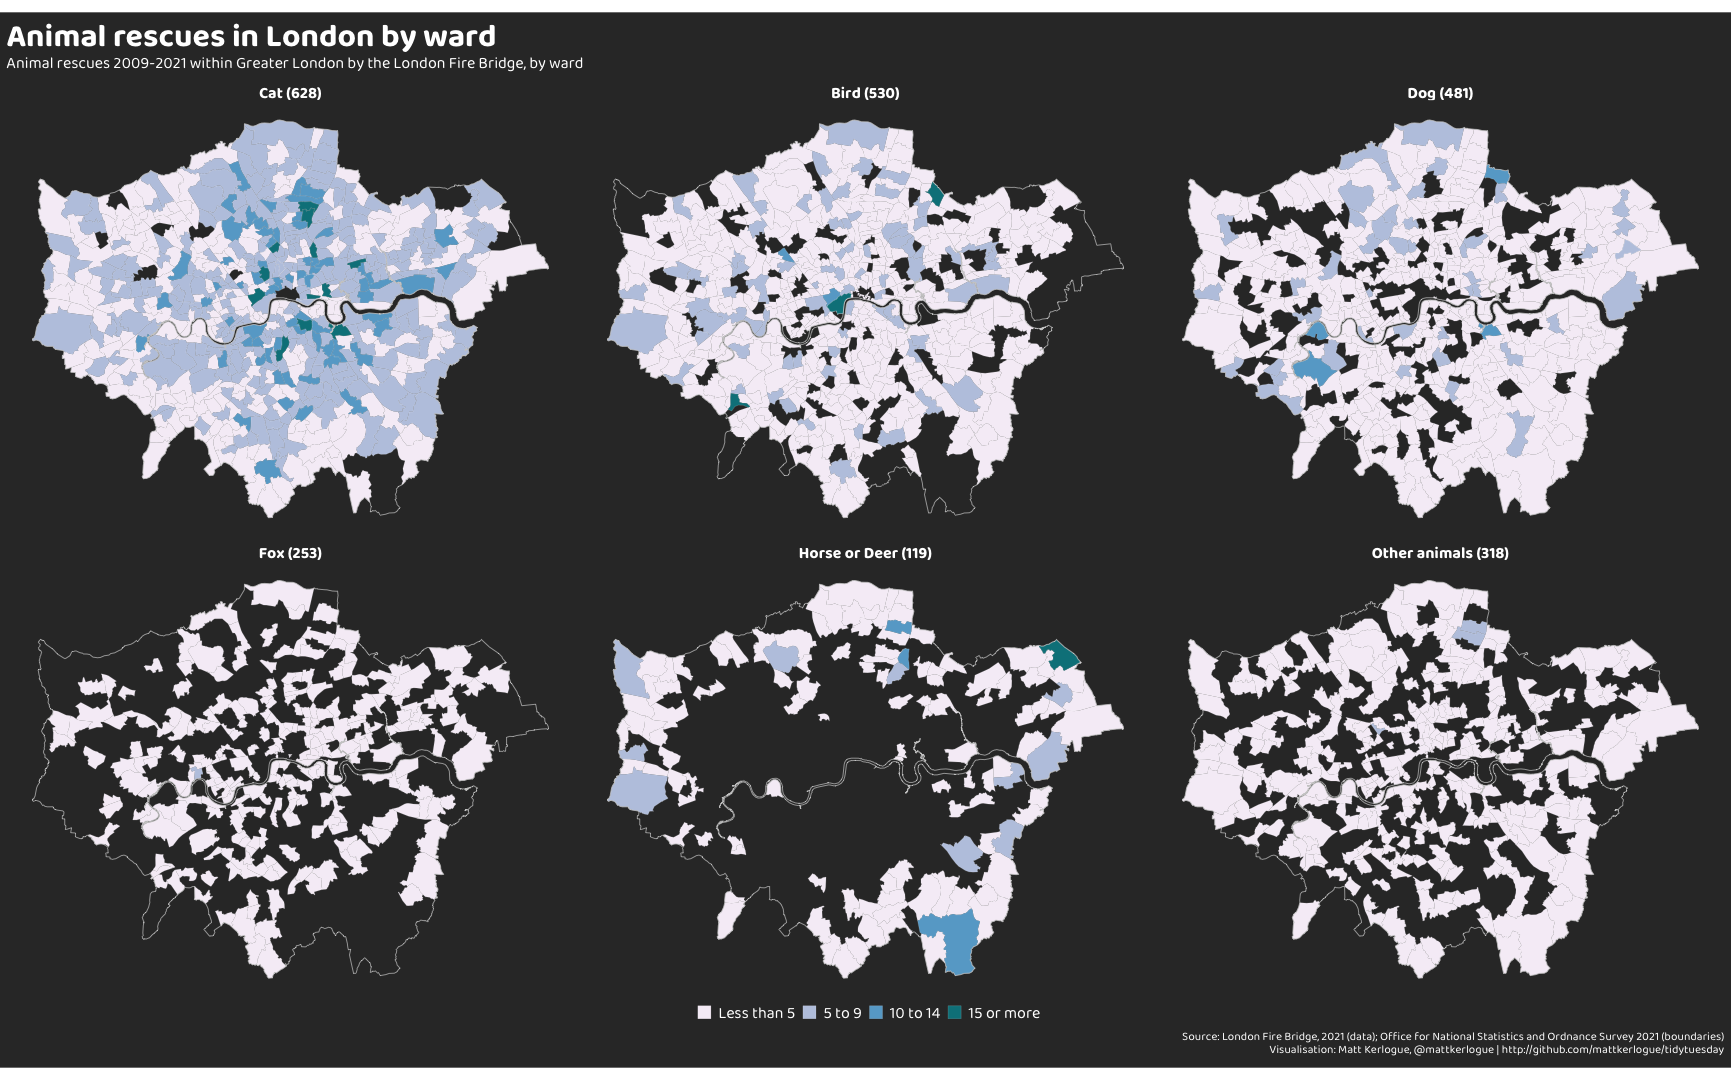 Animal rescues in London by ward
Animal rescues 2009-2021 within Greater London by the London Fire Bridge, by ward
Cat (628)
Bird (530)
Dog (481)
Fox (253)
Horse or Deer (119)
Other animals (318)
Less than 5
5 to 9
10 to 14
15 or more
Source: London Fire Bridge, 2021 (data); Office for National Statistics and Ordnance Survey 2021 (boundaries)
Visualisation: Matt Kerlogue, @mattkerlogue | http://github.com/mattkerlogue/tidytuesday